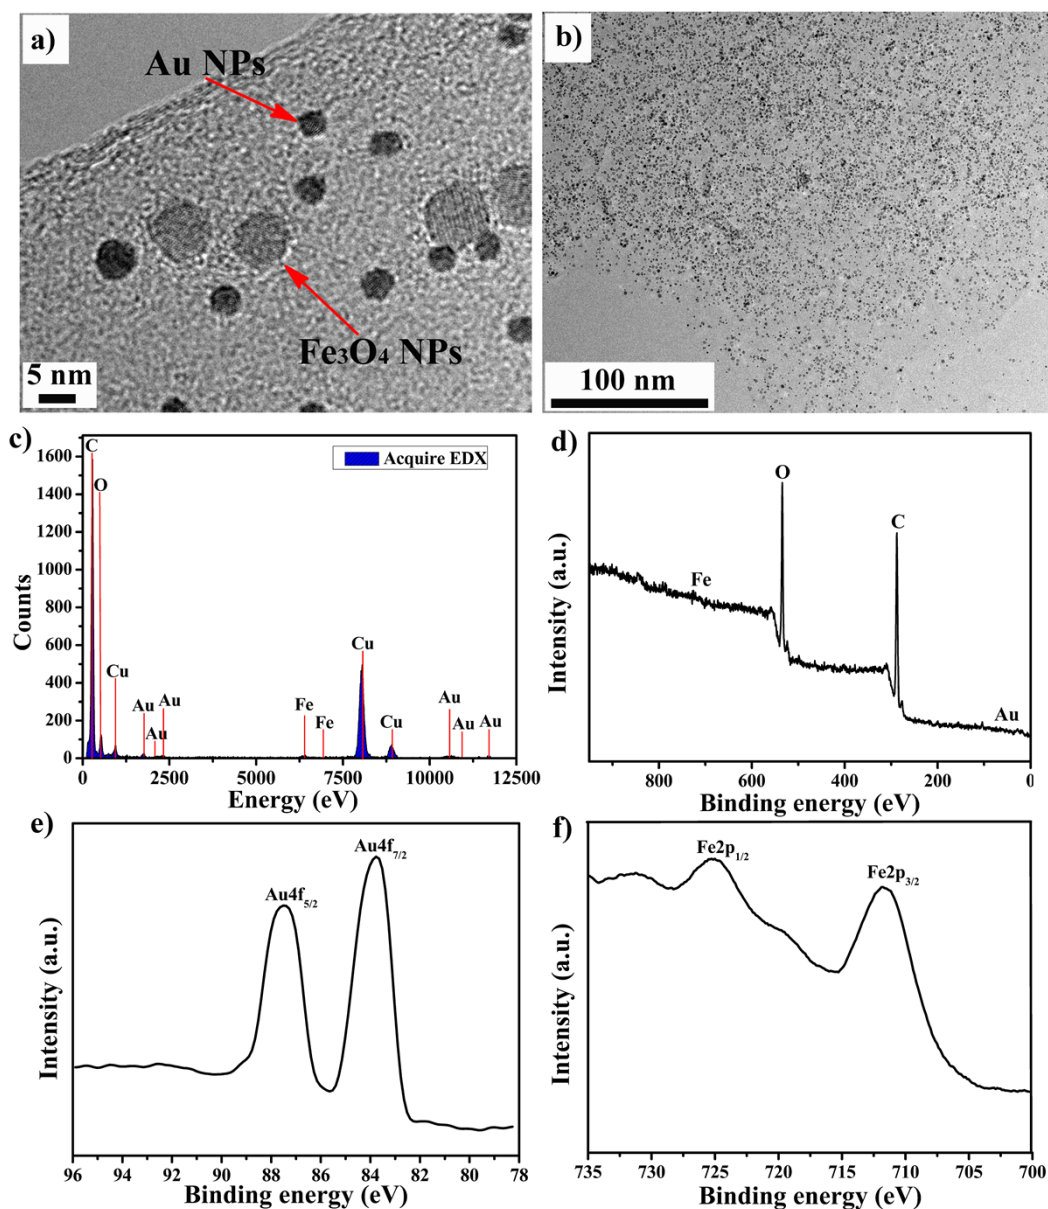 a)
Au NPs
Fe₃O₄ NPs
5 nm
b)
100 nm
c)
C
O
Cu
Au
Au
Au
Fe
Fe
Cu
Cu
Au
Au
Au
Acquire EDX
Counts
1600
1400
1200
1000
800
600
400
200
0
0 2500 5000 7500 10000 12500
Energy (eV)
d)
O
C
Fe
Au
Intensity (a.u.)
800 600 400 200 0
Binding energy (eV)
e)
Au4f₇/₂
Au4f₅/₂
Intensity (a.u.)
96 94 92 90 88 86 84 82 80 78
Binding energy (eV)
f)
Fe2p₁/₂
Fe2p₃/₂
Intensity (a.u.)
735 730 725 720 715 710 705 700
Binding energy (eV)